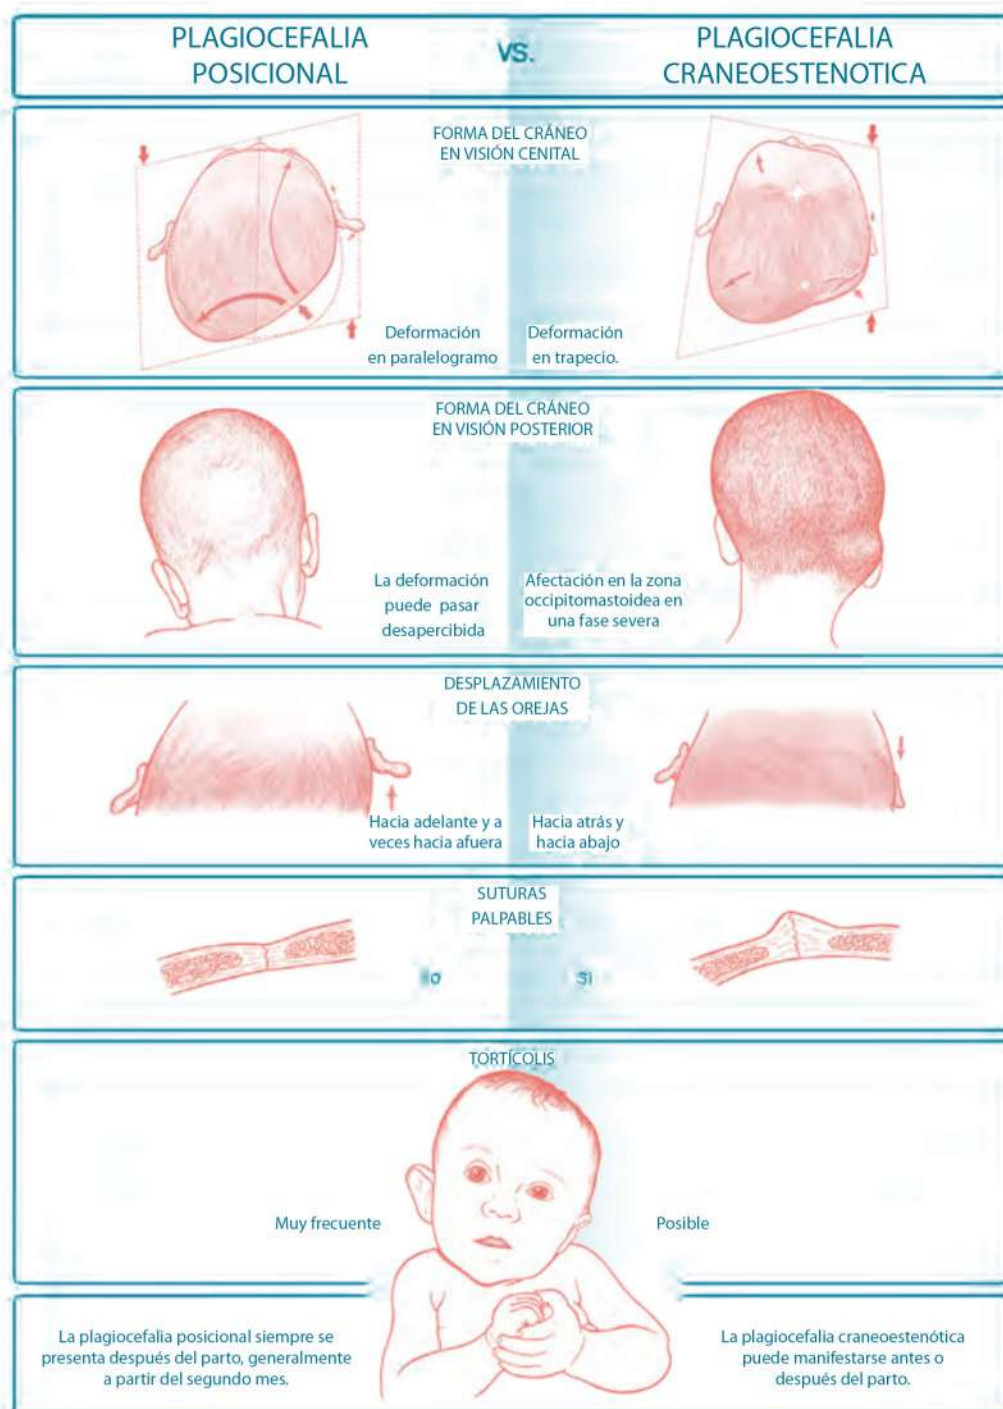 PLAGIOCEFALIA
POSICIONAL
VS.
PLAGIOCEFALIA
CRANEOESTENOTICA
FORMA DEL CRÁNEO
EN VISIÓN CENITAL
Deformación
en paralelogramo
Deformación
en trapecio.
FORMA DEL CRÁNEO
EN VISIÓN POSTERIOR
La deformación
puede pasar
desapercibida
Afectación en la zona
occipitomastoidea en
una fase severa
DESPLAZAMIENTO
DE LAS OREJAS
Hacia adelante y a
veces hacia afuera
Hacia atrás y
hacia abajo
SUTURAS
PALPABLES
SI
TORTÍCOLIS
Muy frecuente
Posible
La plagiocefalia posicional siempre se
presenta después del parto, generalmente
a partir del segundo mes.
La plagiocefalia craneoestenótica
puede manifestarse antes o
después del parto.